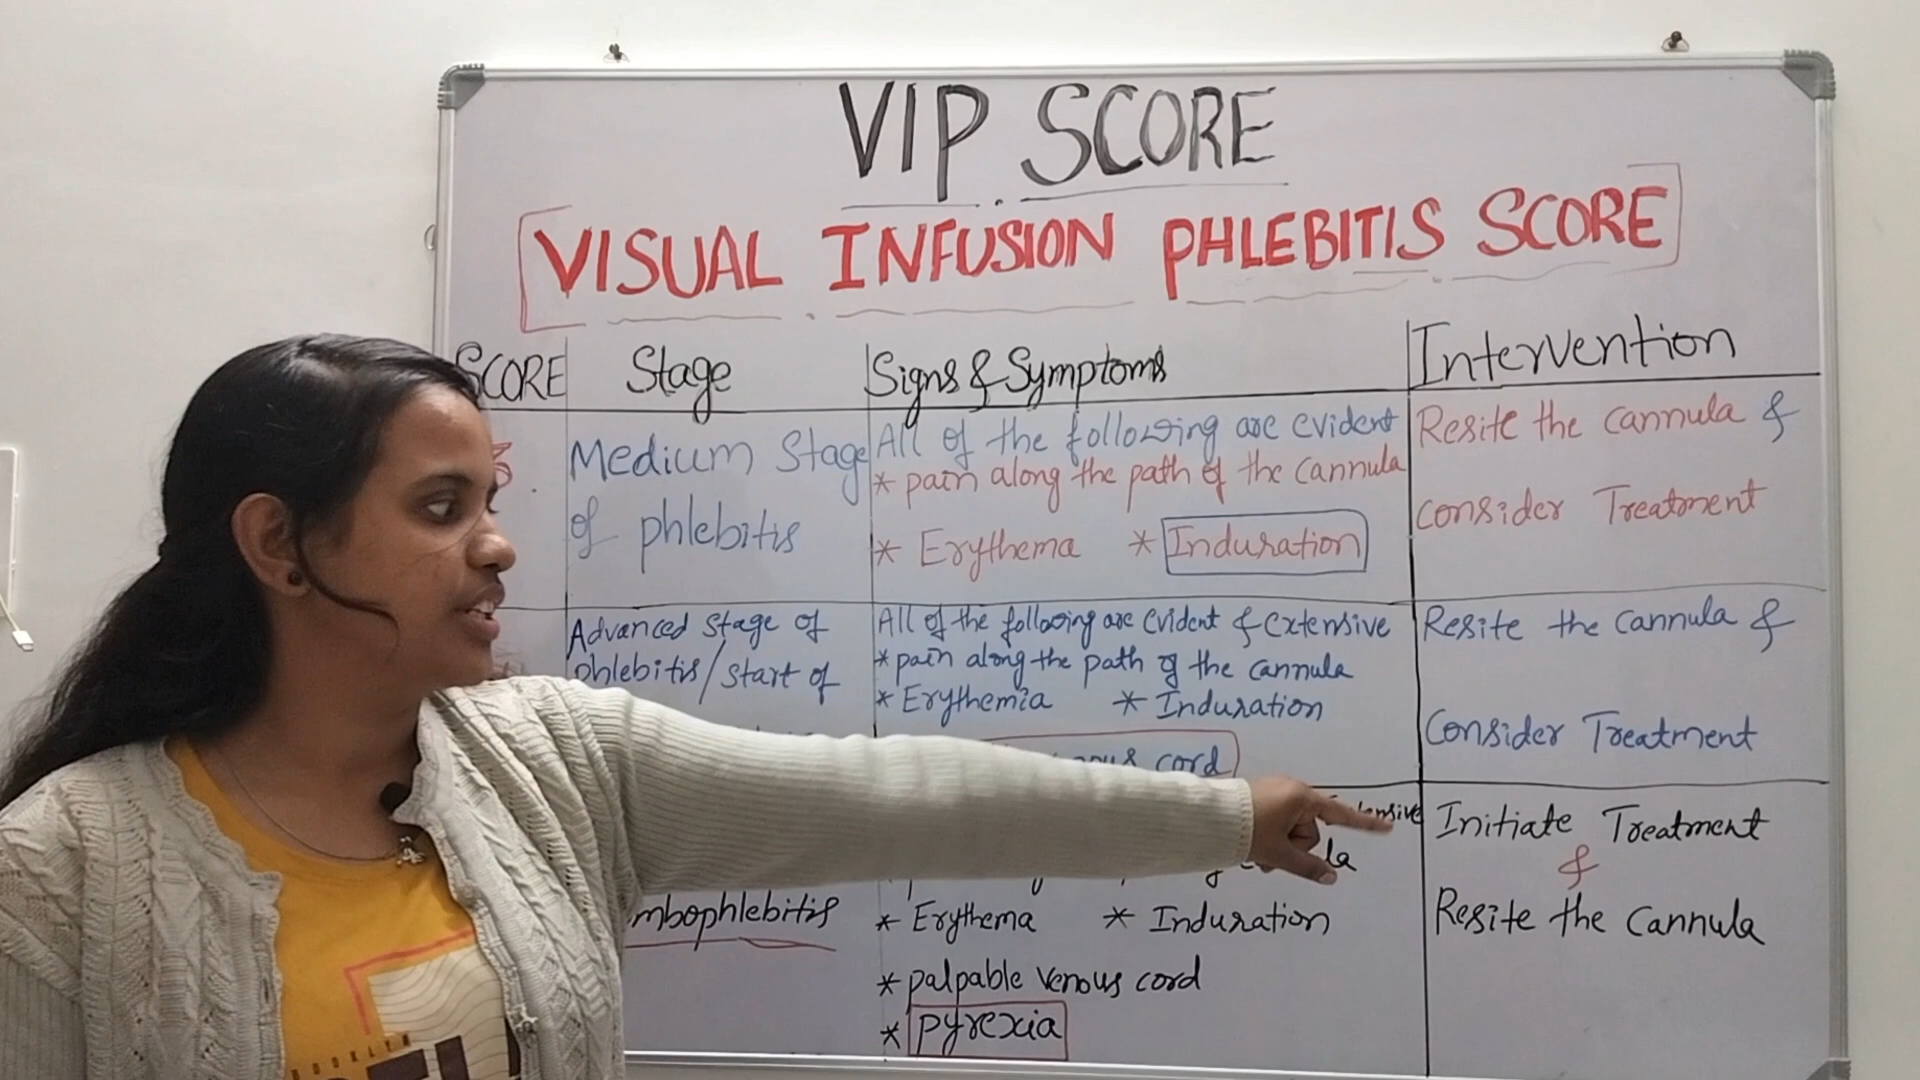 VIP SCORE
VISUAL INFUSION PHLEBITIS SCORE
SCORE Stage Signs & Symptoms Intervention
3 Medium Stage
of phlebitis
All of the following are evident
* pain along the path of the cannula
* Erythema * Induration
Resite the cannula &
consider Treatment
Advanced stage of
phlebitis/start of
All of the following are evident & extensive
* pain along the path of the cannula
* Erythemia * Induration
cord
Resite the cannula &
Consider Treatment
mbophlebitis
* Erythema * Induration
* palpable venous cord
* pyrexia
Initiate Treatment
&
Resite the cannula